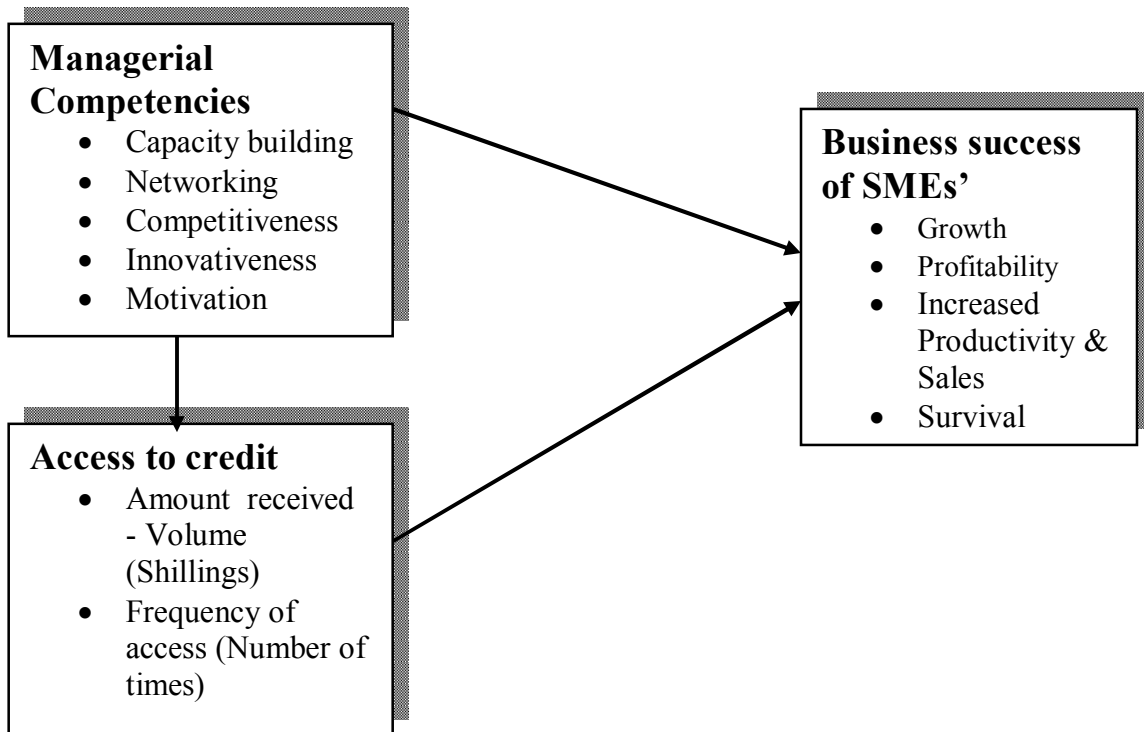 Managerial
Competencies
• Capacity building
• Networking
• Competitiveness
• Innovativeness
• Motivation
Access to credit
• Amount received
- Volume
(Shillings)
• Frequency of
access (Number of
times)
Business success
of SMEs’
• Growth
• Profitability
• Increased
Productivity &
Sales
• Survival